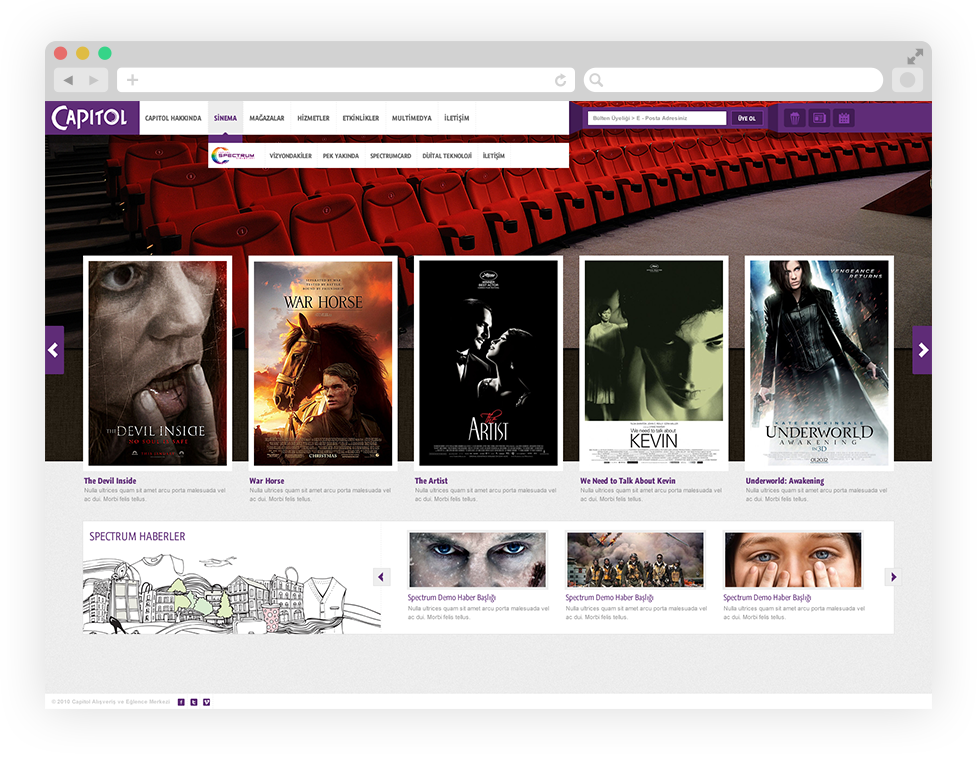 CAPITOL
CAPITOL HAKKINDA
SİNEMA
MAĞAZALAR
HİZMETLER
ETKİNLİKLER
MULTİMEDYA
İLETİŞİM
Bülten Üyeliği > E - Posta Adresiniz
ÜYE OL
SPECTRUM
VİZYONDAKİLER
PEK YAKINDA
SPECTRUMCARD
DİJİTAL TEKNOLOJİ
İLETİŞİM
THE DEVIL INSIDE
NO SOUL IS SAFE
WAR HORSE
CHRISTMAS
BEST ACTOR
The ARTIST
We need to talk about
KEVIN
VENGEANCE
RETURNS
KATE BECKINSALE
UNDERWORLD
AWAKENING
IN 3D
The Devil Inside
Nulla ultrices quam sit amet arcu porta malesuada vel
ac dui. Morbi felis tellus.
War Horse
Nulla ultrices quam sit amet arcu porta malesuada vel
ac dui. Morbi felis tellus.
The Artist
Nulla ultrices quam sit amet arcu porta malesuada vel
ac dui. Morbi felis tellus.
We Need to Talk About Kevin
Nulla ultrices quam sit amet arcu porta malesuada vel
ac dui. Morbi felis tellus.
Underworld: Awakening
Nulla ultrices quam sit amet arcu porta malesuada vel
ac dui. Morbi felis tellus.
SPECTRUM HABERLER
Spectrum Demo Haber Başlığı
Nulla ultrices quam sit amet arcu porta malesuada vel
ac dui. Morbi felis tellus.
Spectrum Demo Haber Başlığı
Nulla ultrices quam sit amet arcu porta malesuada vel
ac dui. Morbi felis tellus.
Spectrum Demo Haber Başlığı
Nulla ultrices quam sit amet arcu porta malesuada vel
ac dui. Morbi felis tellus.
© 2010 Capitol Alışveriş ve Eğlence Merkezi